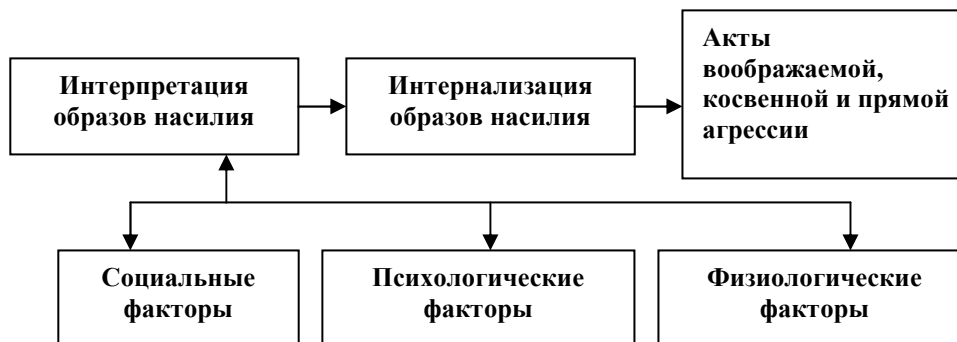 Интерпретация
образов насилия
Интернализация
образов насилия
Акты
воображаемой,
косвенной и прямой
агрессии
Социальные
факторы
Психологические
факторы
Физиологические
факторы